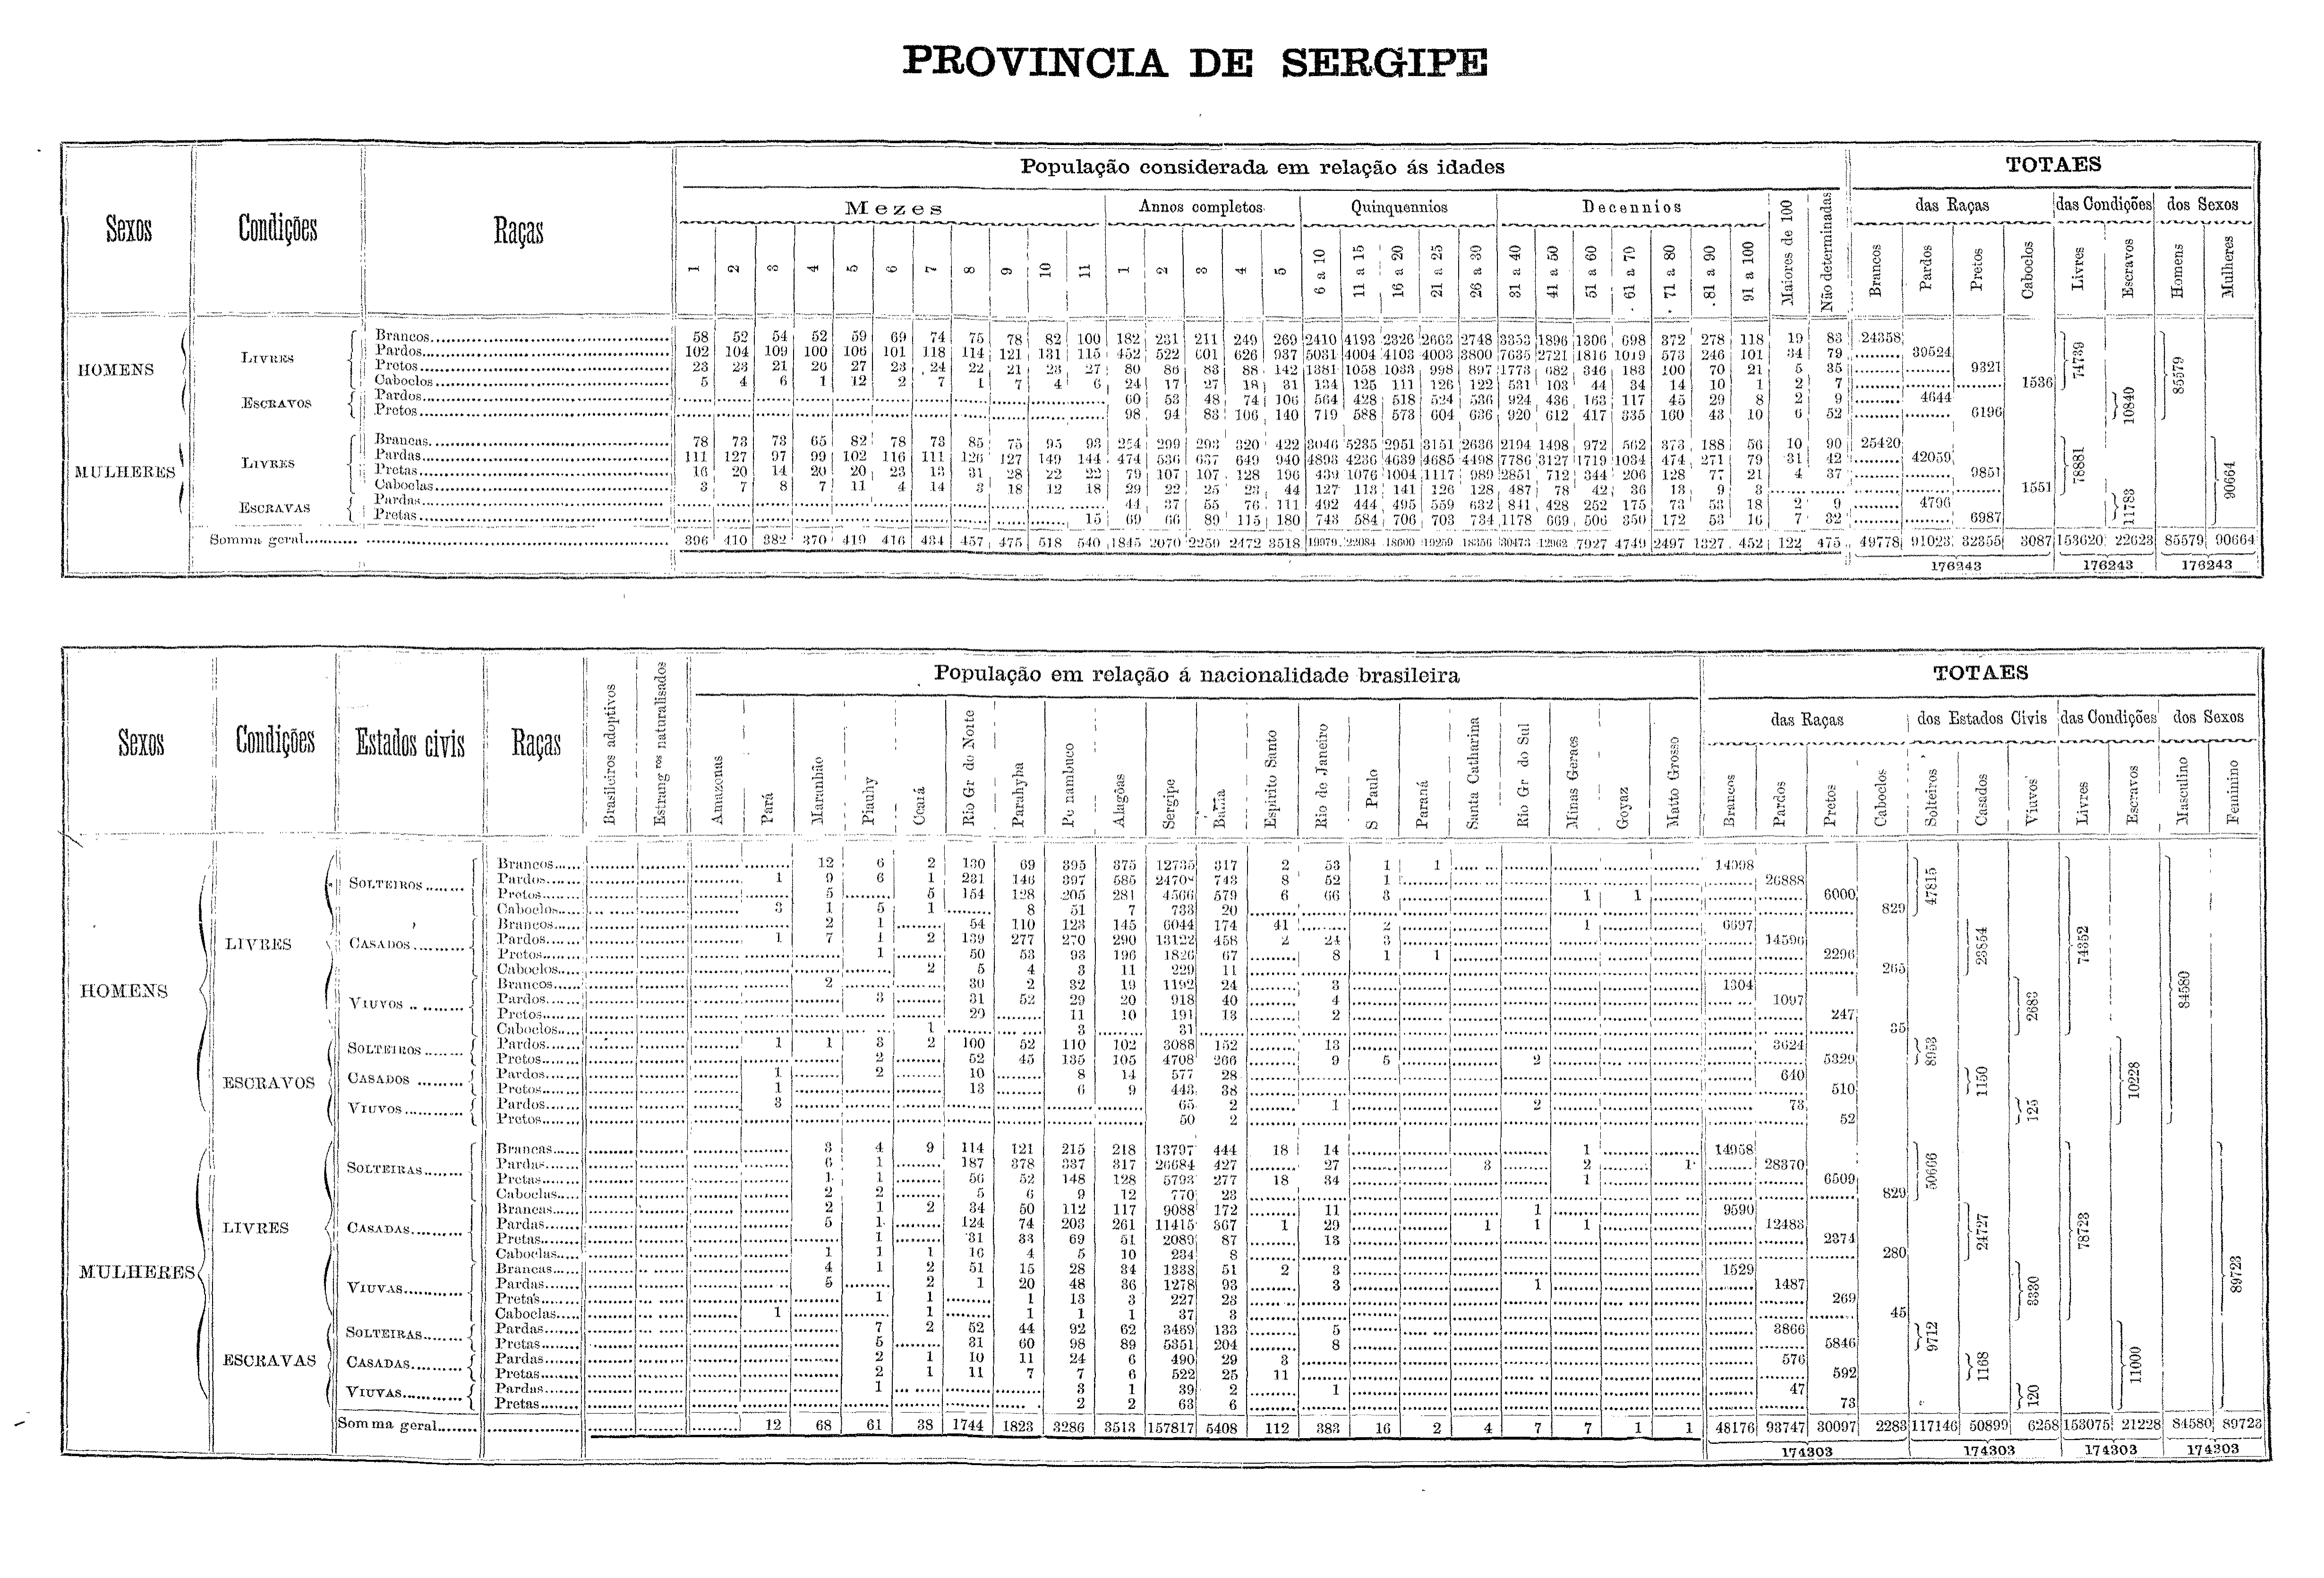 PROVINCIA DE SERGIPE
População considerada em relação ás idades TOTAES
Sexos Condições Raças Mezes Annos completos Quinquennios Decennios Maiores de 100 Não determinadas das Raças das Condições dos Sexos
1 2 3 4 5 6 7 8 9 10 11 1 2 3 4 5 6 a 10 11 a 15 16 a 20 21 a 25 26 a 30 31 a 40 41 a 50 51 a 60 61 a 70 71 a 80 81 a 90 91 a 100 Brancos Pardos Pretos Caboclos Livres Escravos Homens Mulheres
HOMENS LIVRES Brancos 58 52 54 52 59 69 74 75 78 82 100 182 231 211 249 269 2410 4193 2326 2663 2748 3353 1896 1306 698 372 278 118 19 83 24358
Pardos 102 104 109 100 106 101 118 114 121 131 115 452 522 601 626 937 5031 4004 4103 4003 3800 7635 2721 1816 1019 573 246 101 34 79 39524
Pretos 23 23 21 26 27 23 24 22 21 23 27 80 86 83 88 142 1381 1058 1033 998 897 1773 682 346 183 100 70 21 5 35 9321
Caboclos 5 4 6 1 12 2 7 1 7 4 6 24 17 27 18 31 134 125 111 126 122 531 103 44 34 14 10 1 2 7 1536 74739
ESCRAVOS Pardos 60 53 48 74 106 564 428 518 524 536 924 436 163 117 45 29 8 2 9 4644
Pretos 98 94 83 106 140 719 588 573 604 636 920 612 417 335 160 43 10 6 52 6196 10840 85579
MULHERES LIVRES Brancas 78 73 73 65 82 78 73 85 75 95 93 254 299 293 320 422 3046 5235 2951 3151 2636 2194 1498 972 562 373 188 56 10 90 25420
Pardas 111 127 97 99 102 116 111 126 127 149 144 474 536 637 649 940 4893 4236 4639 4685 4498 7786 3127 1719 1034 474 271 79 31 42 42059
Pretas 16 20 14 20 20 23 13 31 28 22 22 79 107 107 128 196 439 1076 1004 1117 989 2851 712 344 206 128 77 21 4 37 9851
Caboclas 3 7 8 7 11 4 14 3 18 12 18 29 22 25 23 44 127 113 141 126 128 487 78 42 36 13 9 3 1551 78881
ESCRAVAS Pardas 44 37 55 76 111 492 444 495 559 632 841 428 252 175 73 53 18 2 9 4796
Pretas 15 69 66 89 115 180 743 584 706 703 734 1178 669 506 350 172 53 16 7 32 6987 11783 90664
Somma geral 396 410 382 370 419 416 434 457 475 518 540 1845 2070 2259 2472 3518 19979 22084 18600 19259 18356 30473 12962 7927 4749 2497 1327 452 122 475 49778 91023 32355 3087 153620 22623 85579 90664
176243 176243 176243
População em relação á nacionalidade brasileira TOTAES
Sexos Condições Estados civis Raças das Raças dos Estados Civis das Condições dos Sexos
Brasileiros adoptivos Estrang.ros naturalisados Amazonas Pará Maranhão Piauhy Ceará Rio Gr do Norte Parahyba Pe nambuco Alagôas Sergipe Bahia Espirito Santo Rio de Janeiro S Paulo Paraná Santa Catharina Rio Gr do Sul Minas Geraes Goyaz Matto Grosso Brancos Pardos Pretos Caboclos Solteiros Casados Viuvos Livres Escravos Masculino Feminino
HOMENS LIVRES SOLTEIROS Brancos 12 6 2 130 69 395 375 12735 317 2 53 1 1 14098
Pardos 1 9 6 1 231 146 397 585 743 8 52 1 26888
Pretos 5 5 154 128 205 281 4566 579 6 66 3 1 1 6000
Caboclos 3 1 5 1 8 51 7 733 20 829 47815
CASADOS Brancos 2 1 54 110 123 145 6044 174 41 2 1 6697
Pardos 1 7 1 2 139 277 270 290 13122 458 2 24 3 14596
Pretos 1 50 53 93 196 1826 67 8 1 1 2296
Caboclos 2 5 4 3 11 229 11 265 23854
VIUVOS Brancos 2 30 2 32 19 1192 24 3 1304
Pardos 3 31 52 29 20 918 40 4 1097
Pretos 20 11 10 191 13 2 247
Caboclos 1 3 31 35 2683 74352
ESCRAVOS SOLTEIROS Pardos 1 1 3 2 100 52 110 102 3088 152 13 3624
Pretos 2 52 45 135 105 4708 266 9 5 2 5329 8953
CASADOS Pardos 1 2 10 8 14 577 28 640
Pretos 1 13 6 9 443 38 510 1150
VIUVOS Pardos 3 65 2 1 2 73
Pretos 50 2 52 125 10228 84580
MULHERES LIVRES SOLTEIRAS Brancas 3 4 9 114 121 215 218 13797 444 18 14 1 14958
Pardas 6 1 187 378 337 317 26684 427 27 3 2 1 28370
Pretas 1 1 56 52 148 128 5793 277 18 34 1 6509
Caboclas 2 2 5 6 9 12 770 23 829 50666
CASADAS Brancas 2 1 2 34 50 112 117 9088 172 11 1 9590
Pardas 5 1 124 74 203 261 11415 367 1 29 1 1 1 12483
Pretas 1 31 33 69 51 2089 87 13 2374
Caboclas 1 1 1 16 4 5 10 234 8 280 24727
VIUVAS Brancas 4 1 2 51 15 28 34 1338 51 2 3 1529
Pardas 5 2 1 20 48 36 1278 93 3 1 1487
Pretas 1 1 1 13 3 227 23 269
Caboclas 1 1 1 1 1 37 3 45 3330 78723
ESCRAVAS SOLTEIRAS Pardas 7 2 52 44 92 62 3469 133 5 3866
Pretas 5 31 60 98 89 5351 204 8 5846 9712
CASADAS Pardas 2 1 10 11 24 6 490 29 3 576
Pretas 2 1 11 7 7 6 522 25 11 592 1168
VIUVAS Pardas 1 3 1 39 2 1 47
Pretas 2 2 63 6 73 120 11000 89723
Somma geral 12 68 61 38 1744 1823 3286 3513 157817 5408 112 383 16 2 4 7 7 1 1 48176 93747 30097 2283 117146 50899 6258 153075 21228 84580 89723
174303 174303 174303 174303